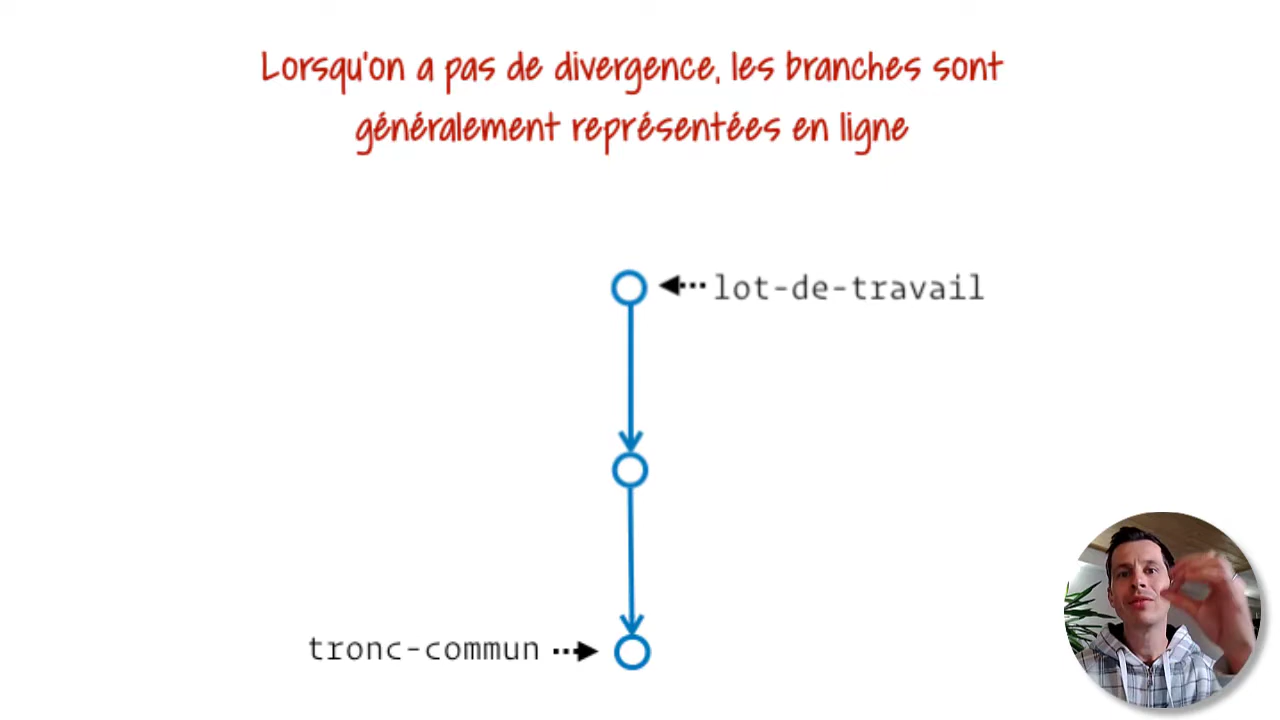 Lorsqu'on a pas de divergence, les branches sont
généralement représentées en ligne
lot-de-travail
tronc-commun